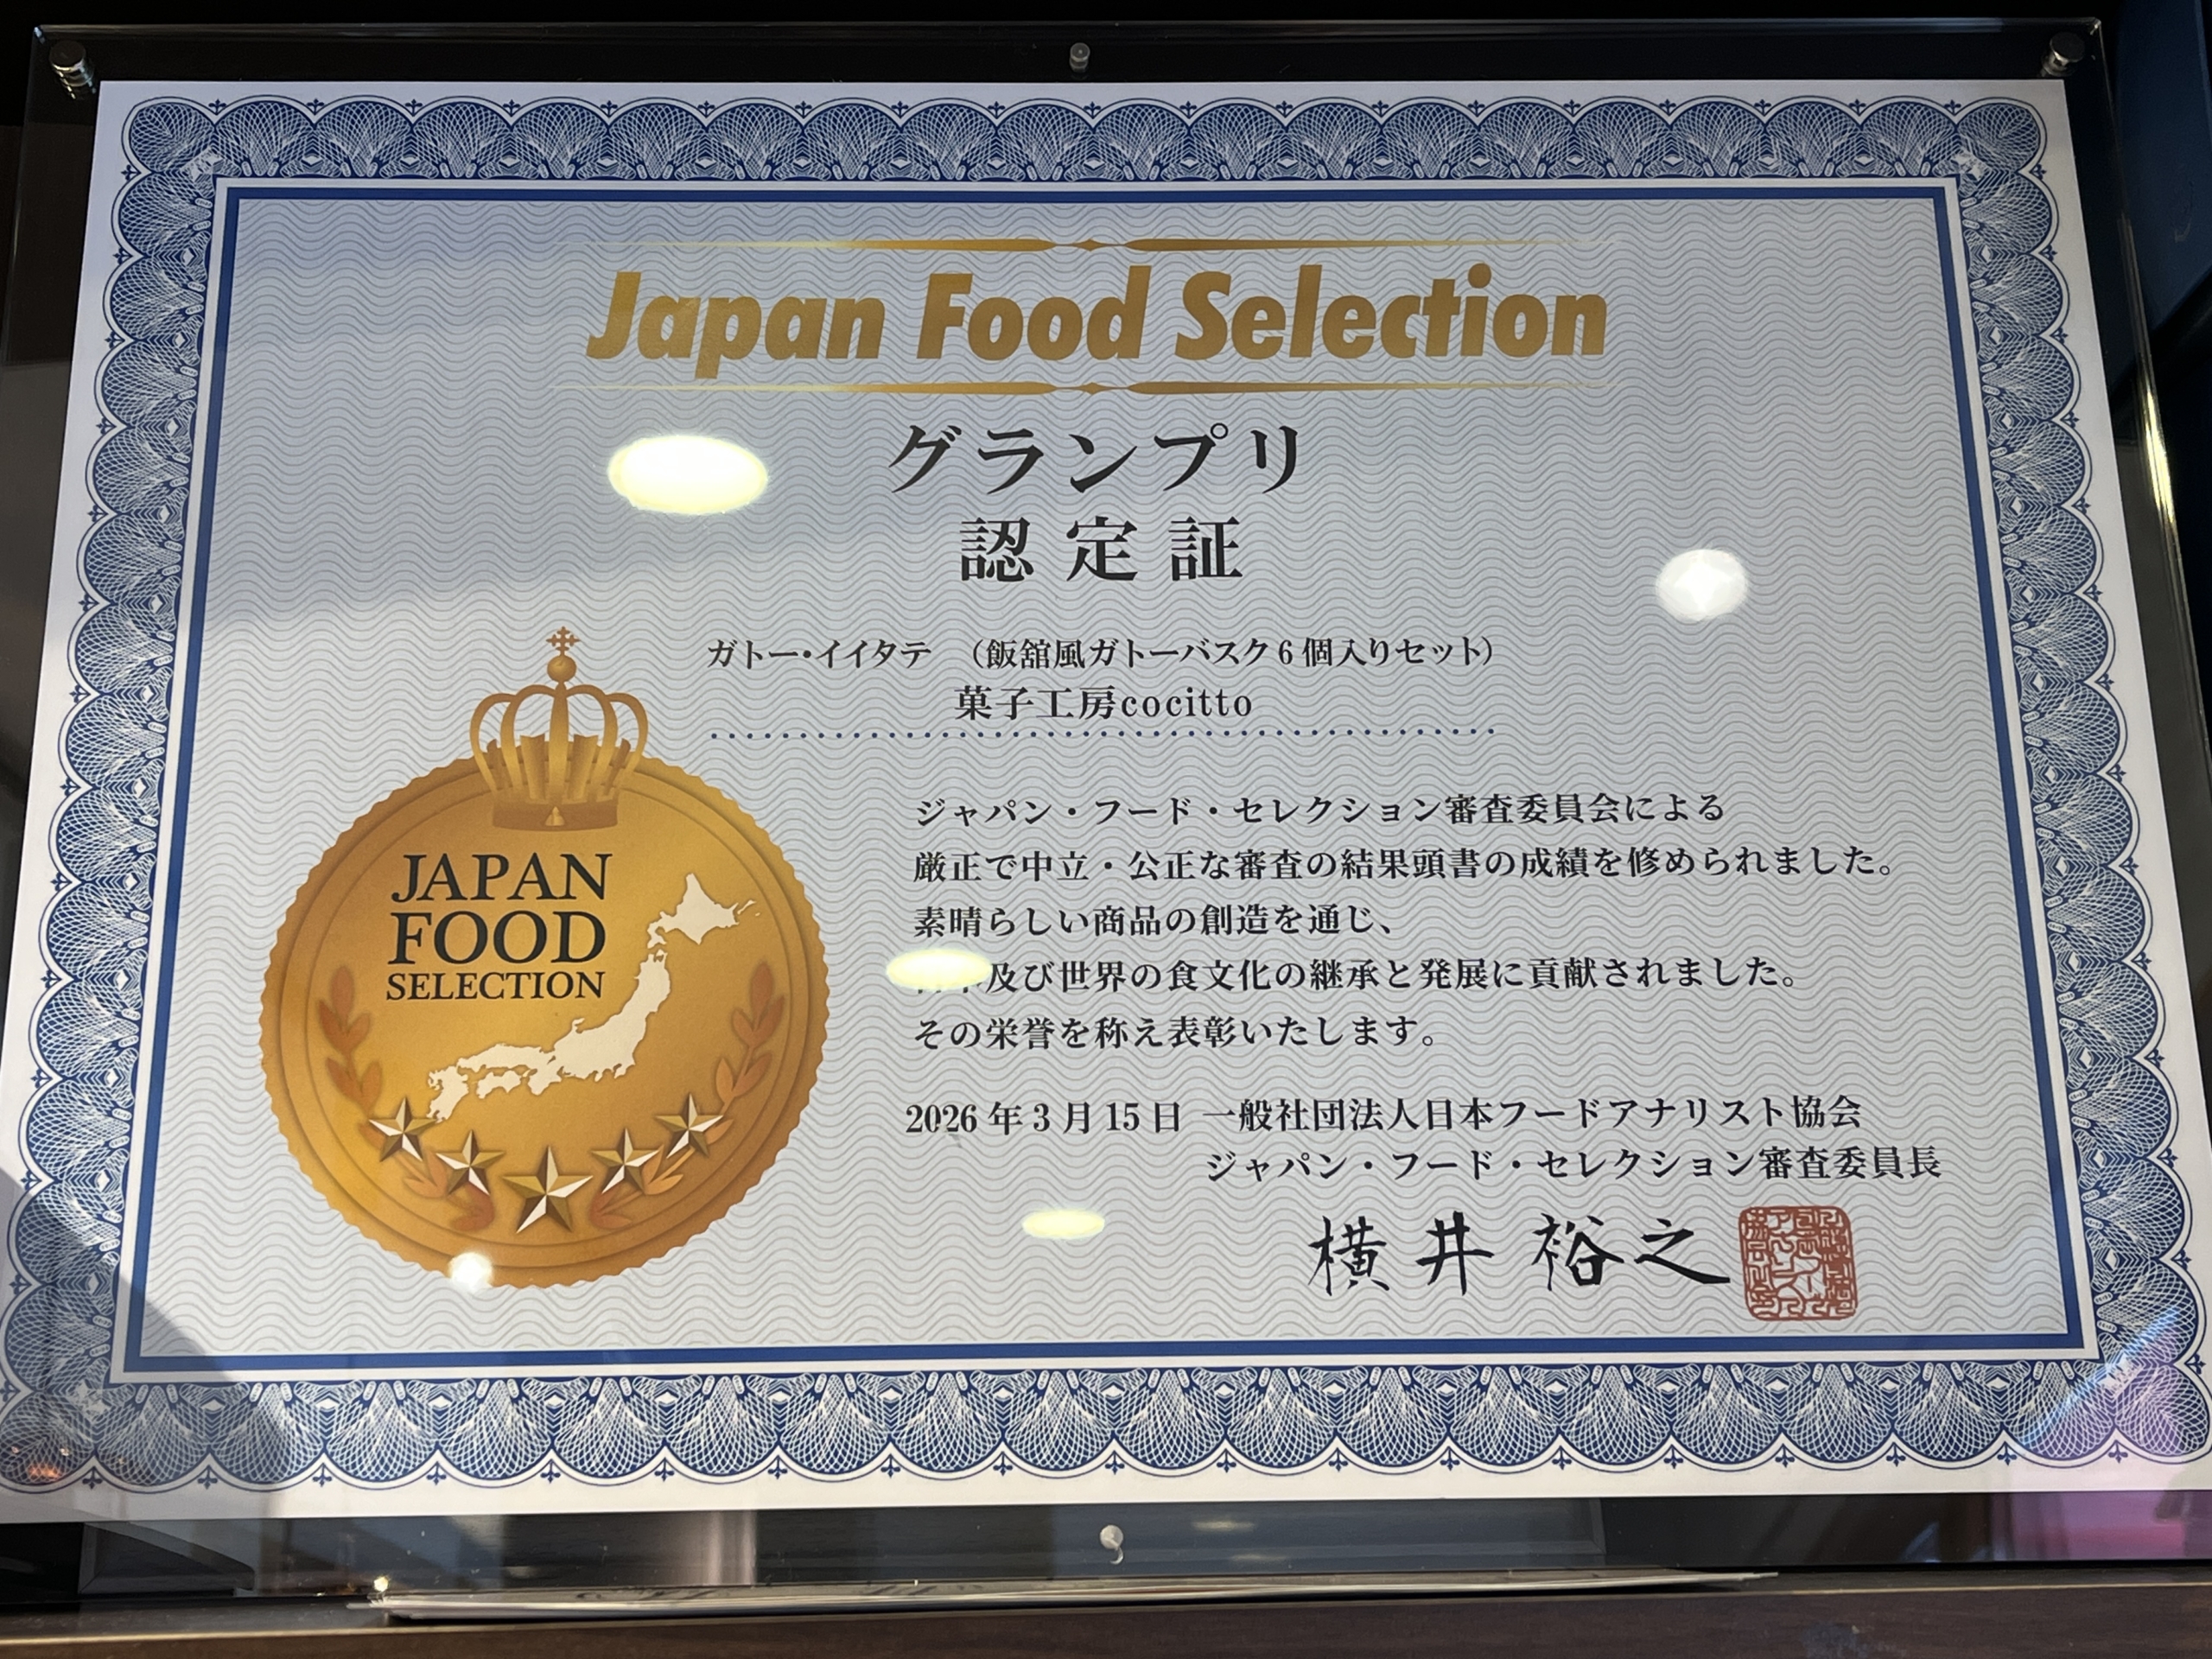 Japan Food Selection
グランプリ
認定証
ガトー・イイタテ （飯舘風ガトーバスク6個入りセット）
菓子工房cocitto
JAPAN
FOOD
SELECTION
ジャパン・フード・セレクション審査委員会による
厳正で中立・公正な審査の結果頭書の成績を修められました。
素晴らしい商品の創造を通じ、
及び世界の食文化の継承と発展に貢献されました。
その栄誉を称え表彰いたします。
2026年3月15日 一般社団法人日本フードアナリスト協会
ジャパン・フード・セレクション審査委員長
横井裕之